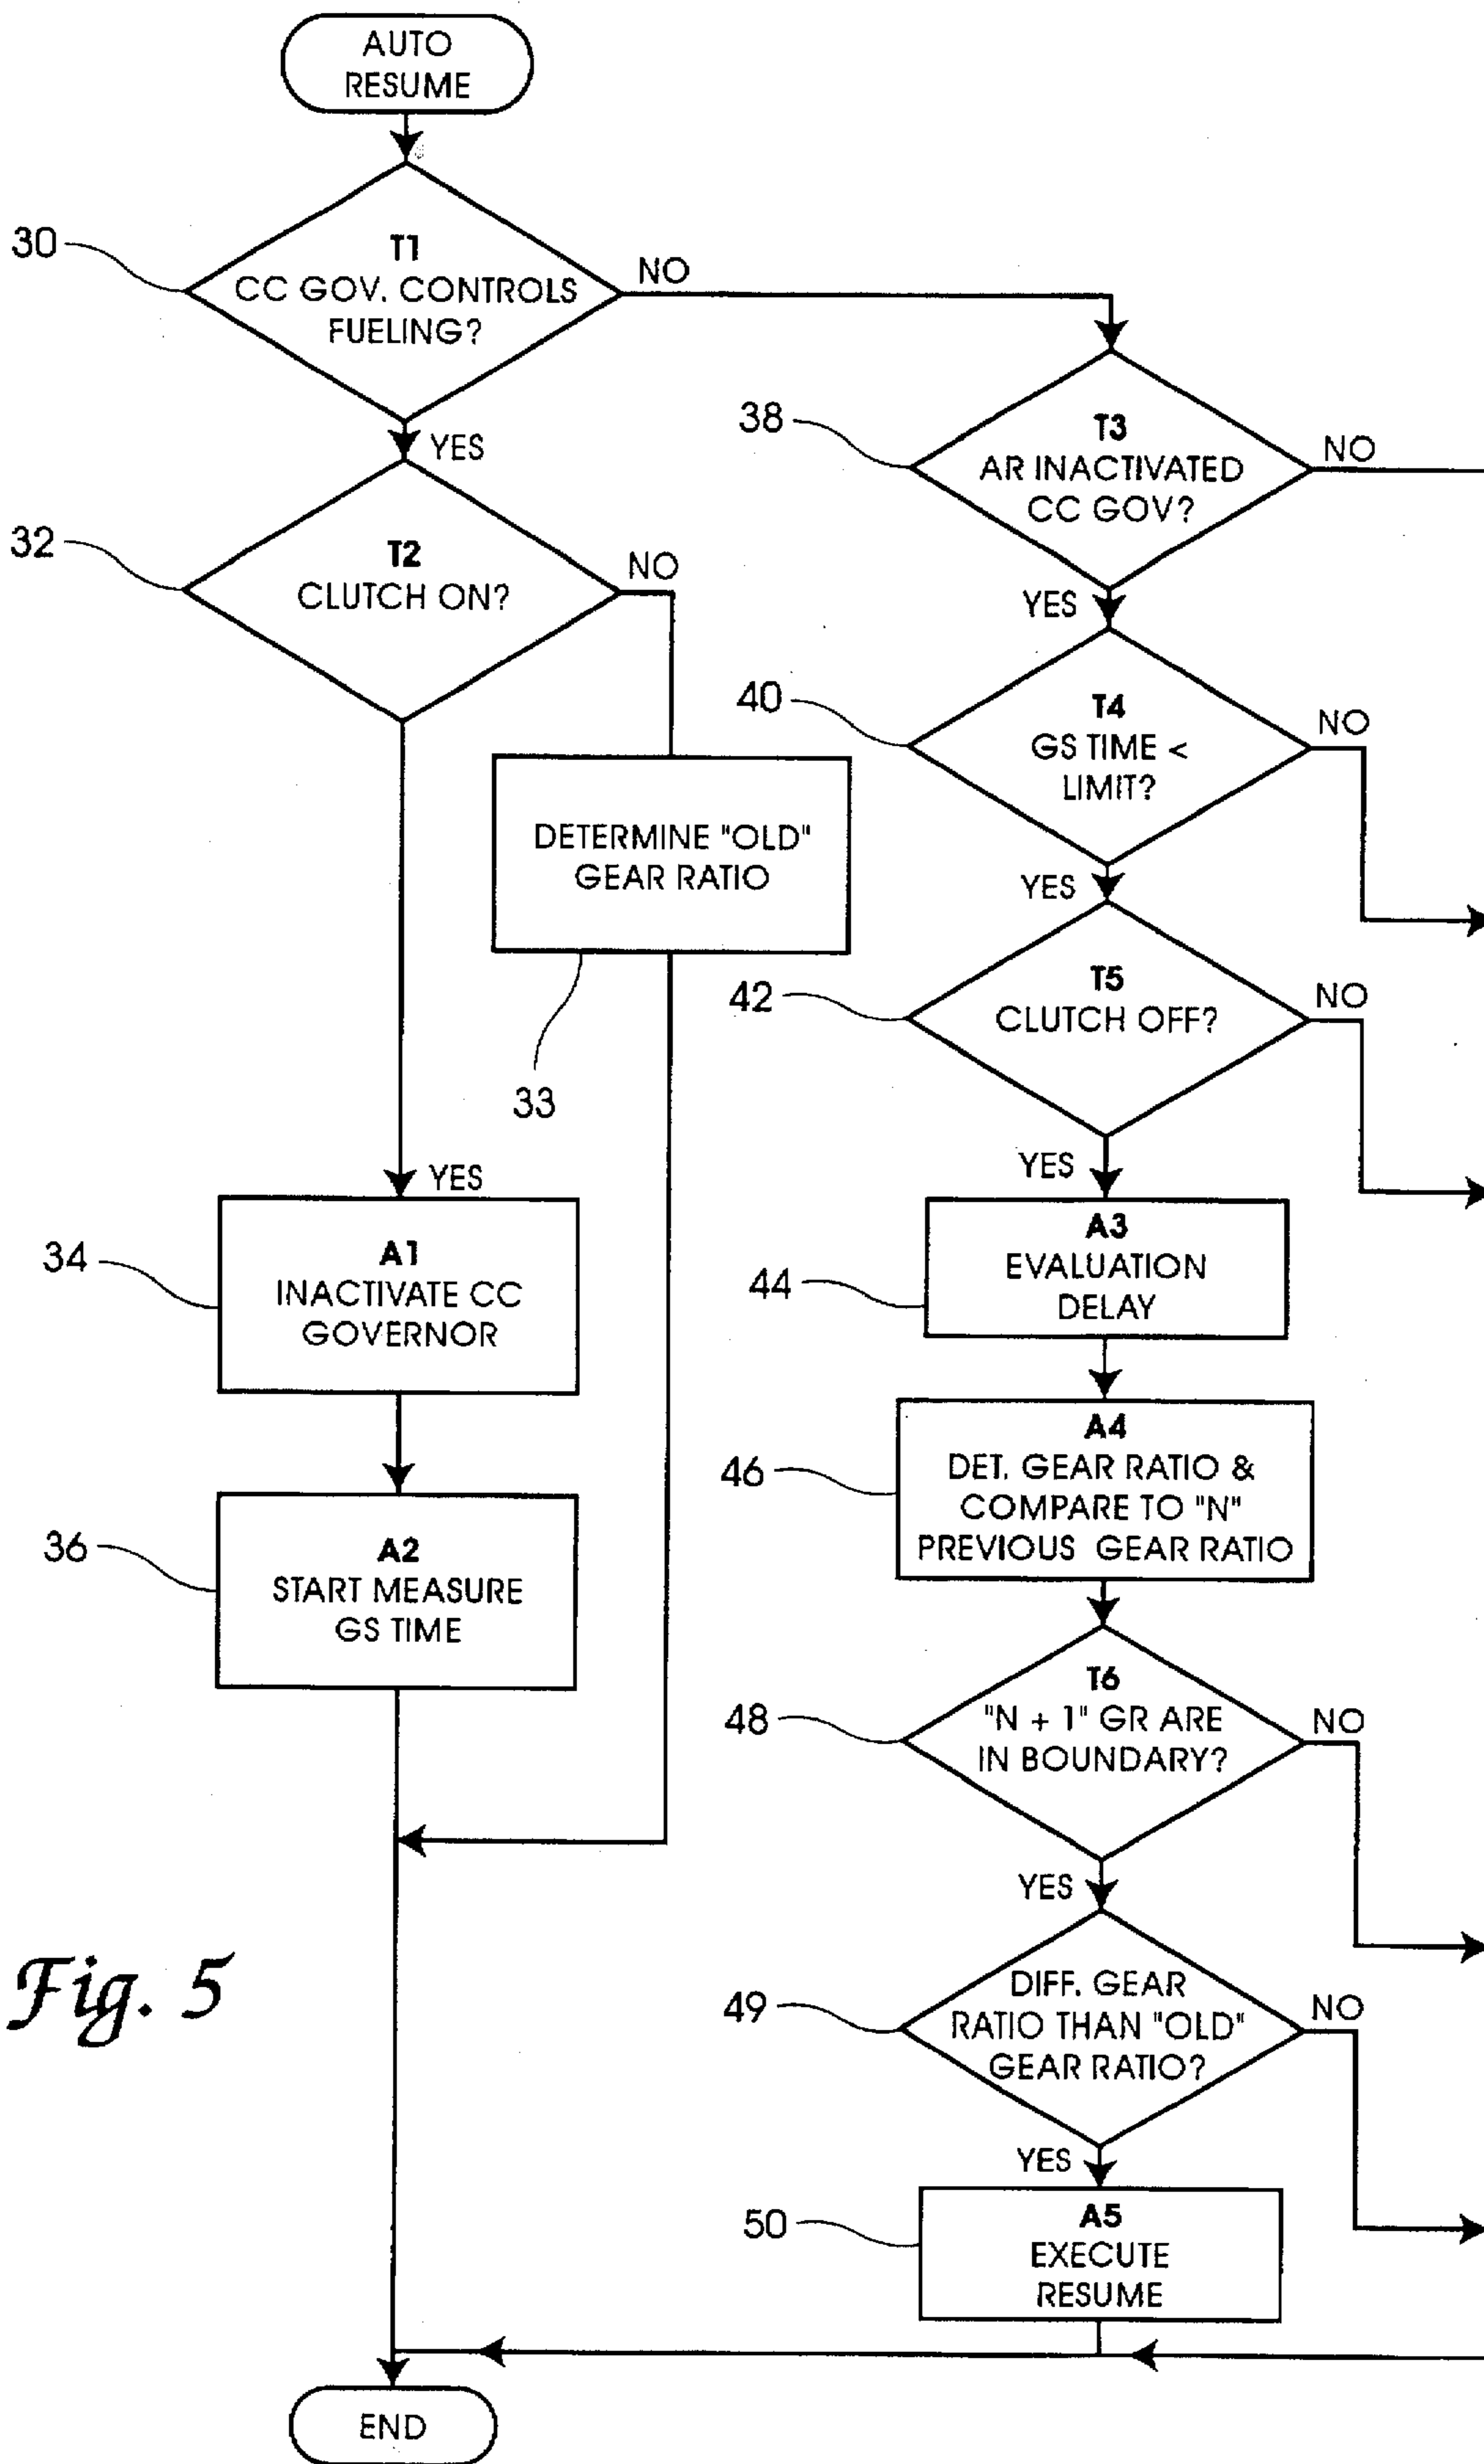 AUTO
RESUME
30
T1
CC GOV. CONTROLS
FUELING?
NO
YES
32
T2
CLUTCH ON?
NO
DETERMINE "OLD"
GEAR RATIO
33
YES
34
A1
INACTIVATE CC
GOVERNOR
36
A2
START MEASURE
GS TIME
38
T3
AR INACTIVATED
CC GOV?
NO
YES
40
T4
GS TIME <
LIMIT?
NO
YES
42
T5
CLUTCH OFF?
NO
YES
44
A3
EVALUATION
DELAY
46
A4
DET. GEAR RATIO &
COMPARE TO "N"
PREVIOUS GEAR RATIO
48
T6
"N + 1" GR ARE
IN BOUNDARY?
NO
YES
49
DIFF. GEAR
RATIO THAN "OLD"
GEAR RATIO?
NO
YES
50
A5
EXECUTE
RESUME
END
Fig. 5